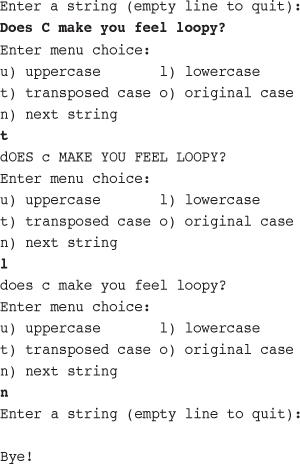 Enter a string (empty line to quit):
Does C make you feel loopy?
Enter menu choice:
u) uppercase       l) lowercase
t) transposed case o) original case
n) next string
t
dOES c MAKE YOU FEEL LOOPY?
Enter menu choice:
u) uppercase       l) lowercase
t) transposed case o) original case
n) next string
l
does c make you feel loopy?
Enter menu choice:
u) uppercase       l) lowercase
t) transposed case o) original case
n) next string
n
Enter a string (empty line to quit):

Bye!